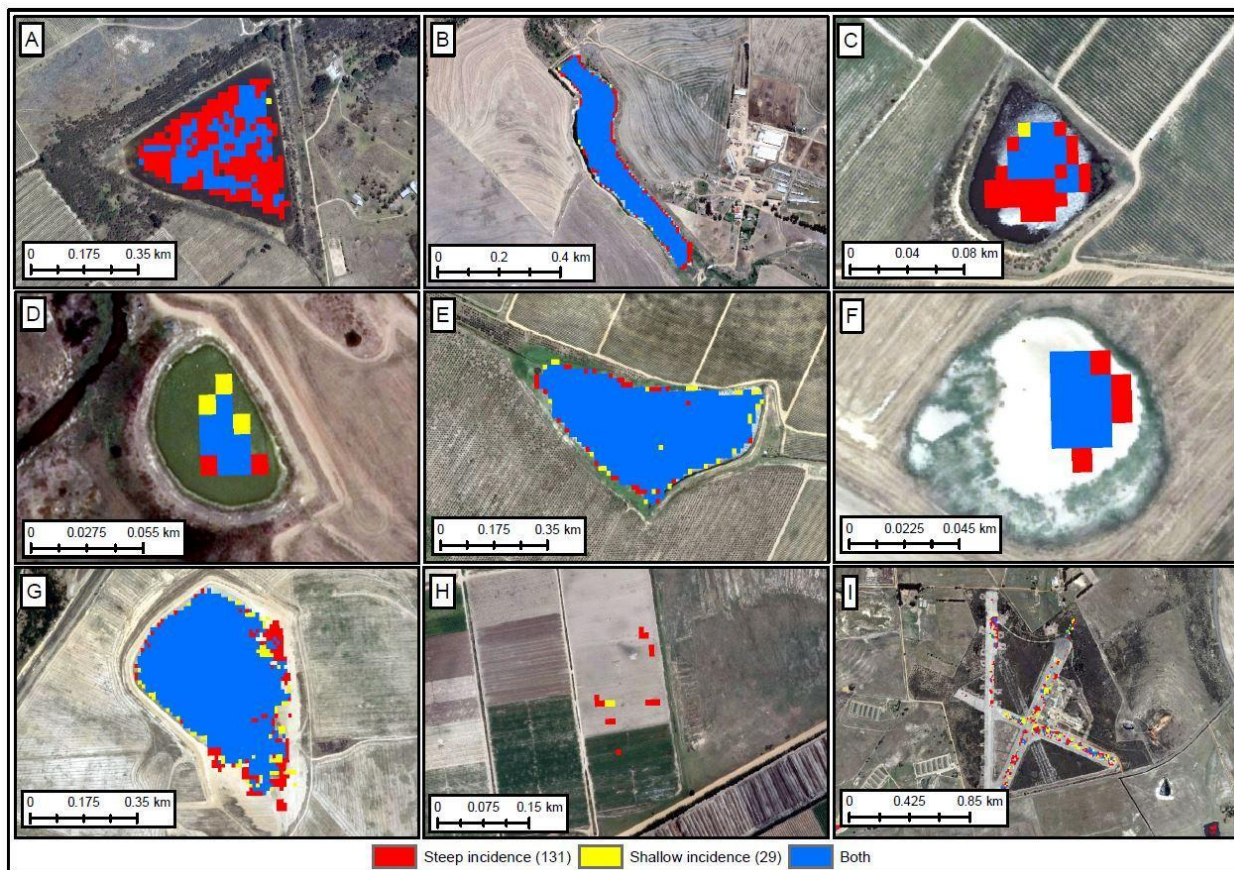 A
0 0.175 0.35 km
B
0 0.2 0.4 km
C
0 0.04 0.08 km
D
0 0.0275 0.055 km
E
0 0.175 0.35 km
F
0 0.0225 0.045 km
G
0 0.175 0.35 km
H
0 0.075 0.15 km
I
0 0.425 0.85 km
Steep incidence (131) Shallow incidence (29) Both